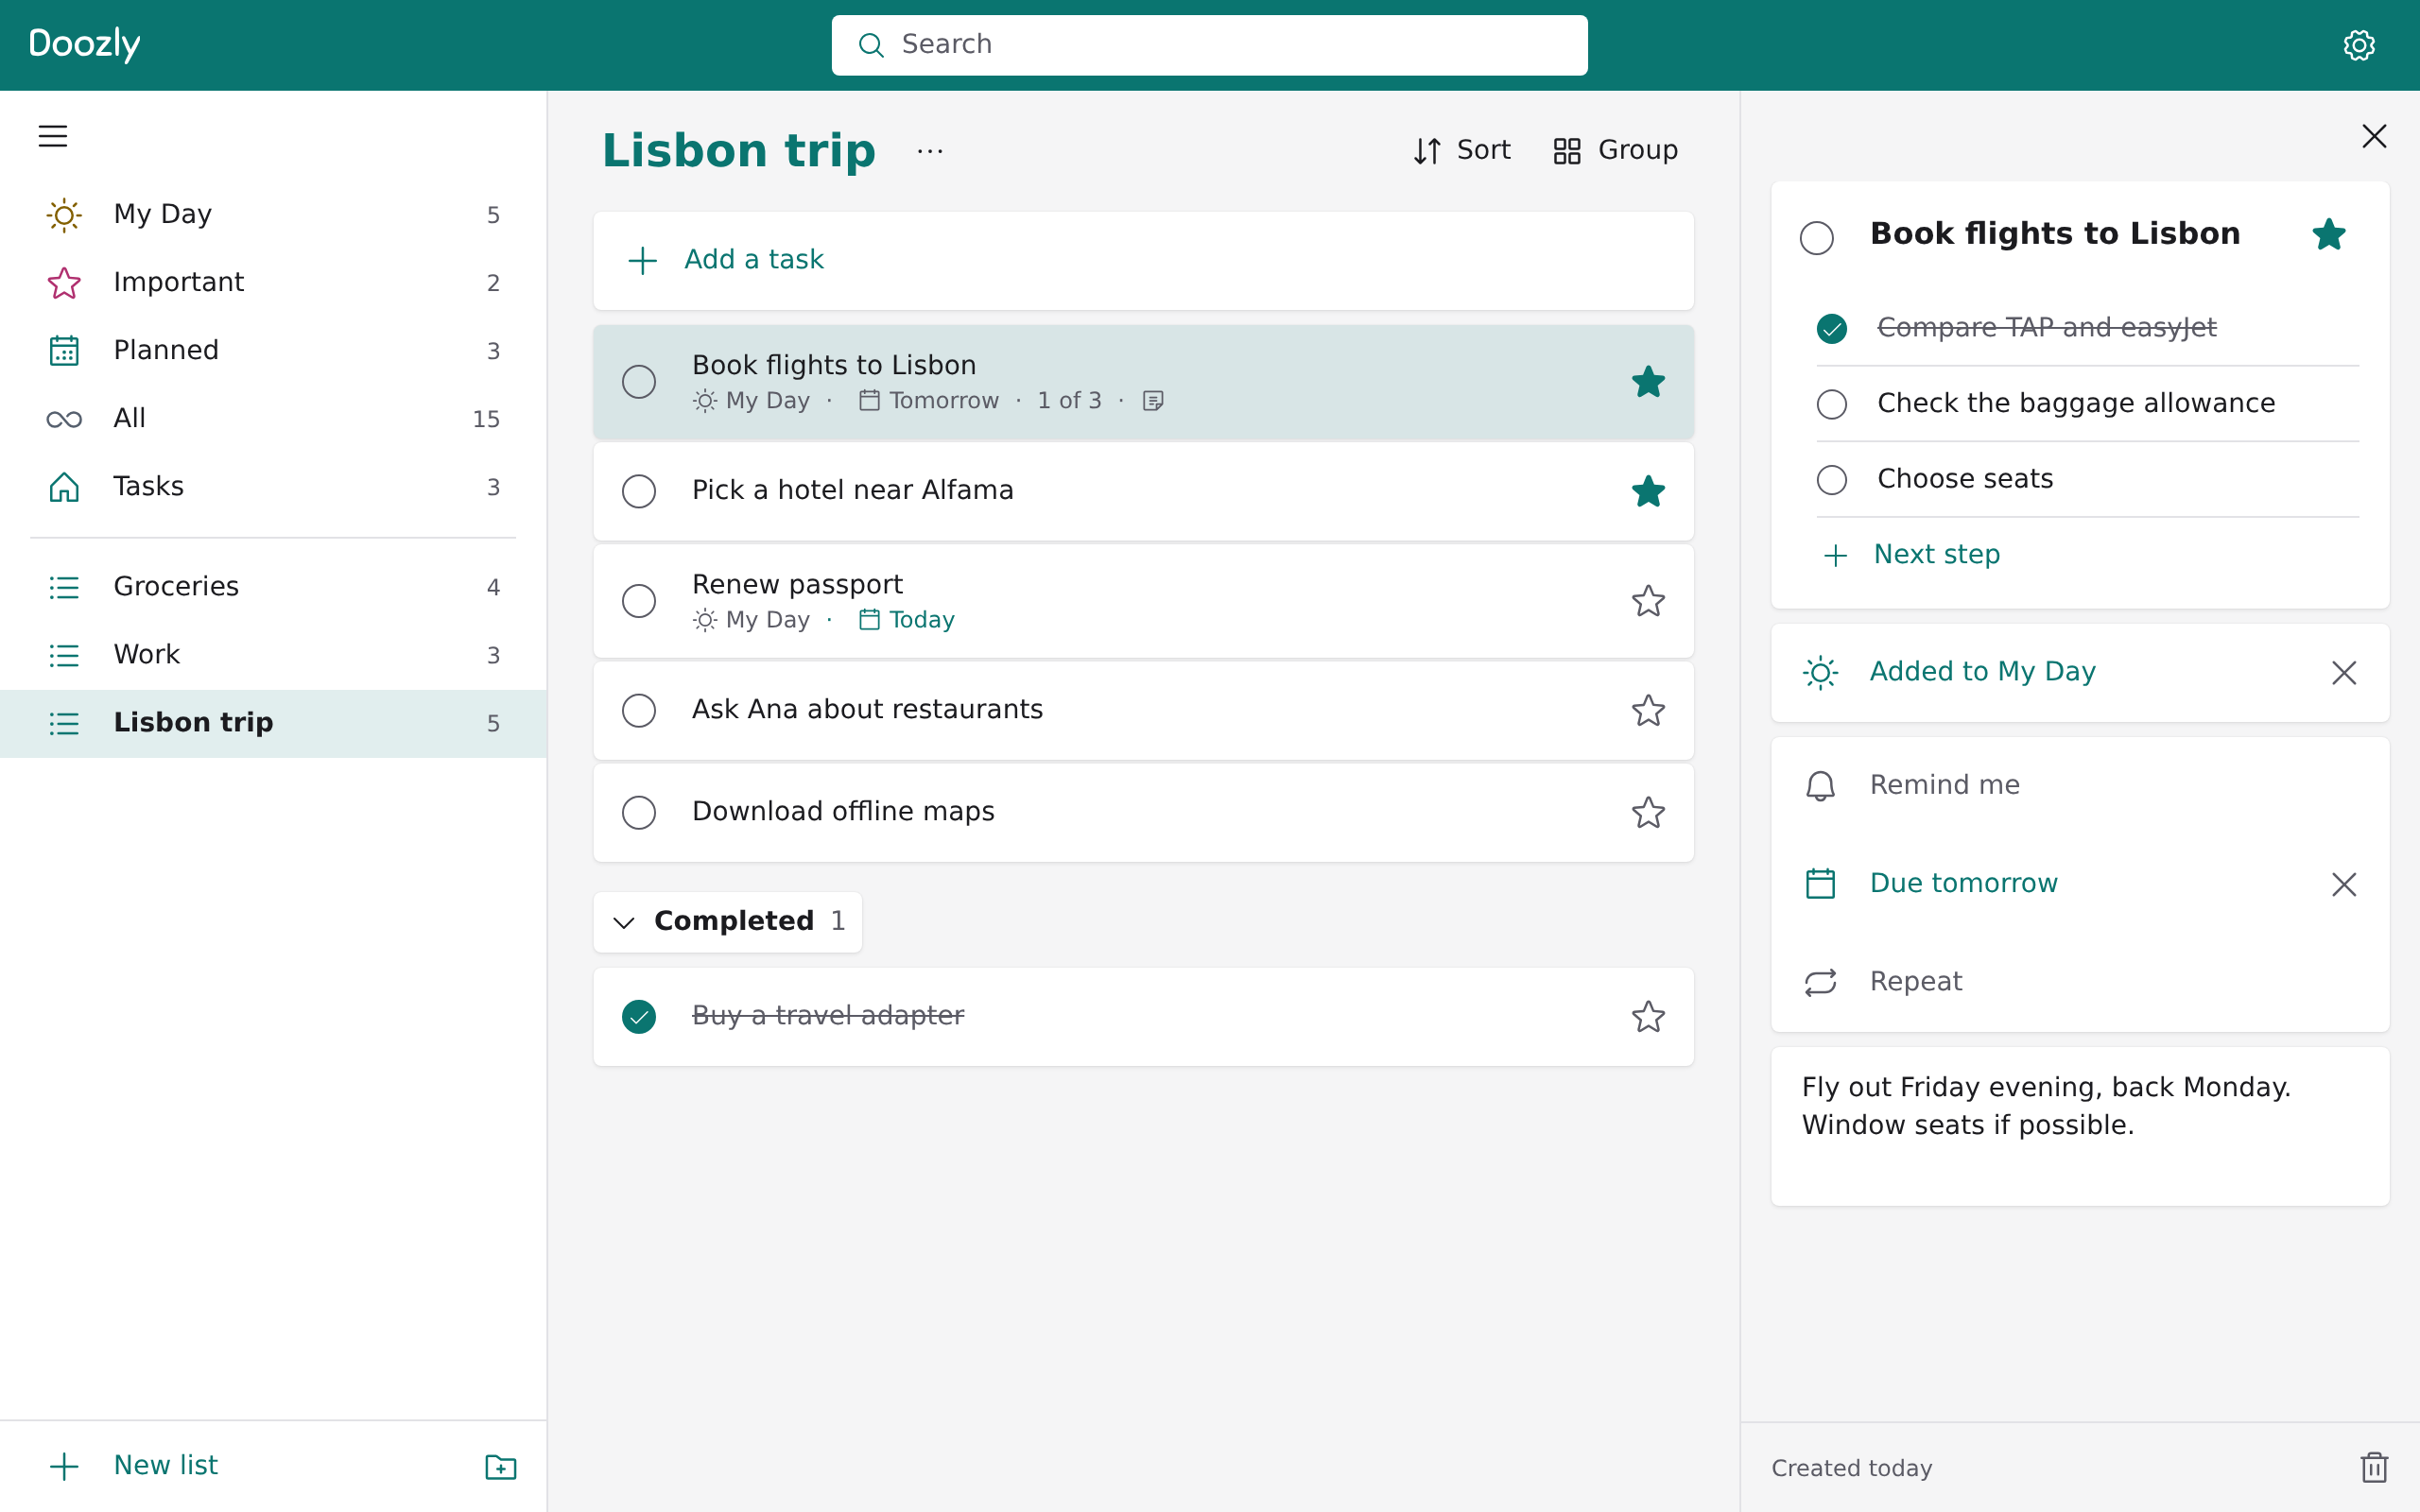 Doozly
Search
My Day 5
Important 2
Planned 3
All 15
Tasks 3
Groceries 4
Work 3
Lisbon trip 5
New list
Lisbon trip ...
Sort Group
Add a task
Book flights to Lisbon
My Day · Tomorrow · 1 of 3 ·
Pick a hotel near Alfama
Renew passport
My Day · Today
Ask Ana about restaurants
Download offline maps
Completed 1
Buy a travel adapter
Book flights to Lisbon
Compare TAP and easyJet
Check the baggage allowance
Choose seats
Next step
Added to My Day
Remind me
Due tomorrow
Repeat
Fly out Friday evening, back Monday.
Window seats if possible.
Created today